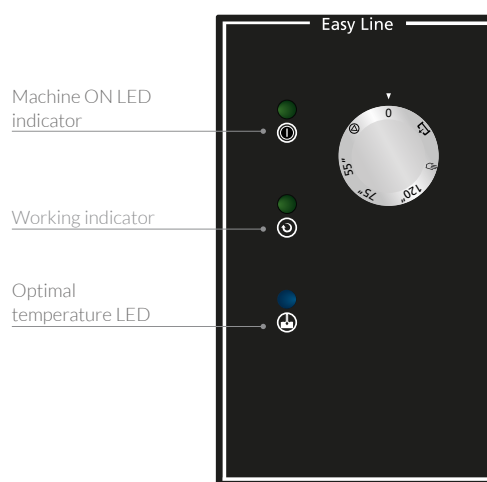 Easy Line
Machine ON LED
indicator
0
55"
75"
120"
Working indicator
Optimal
temperature LED